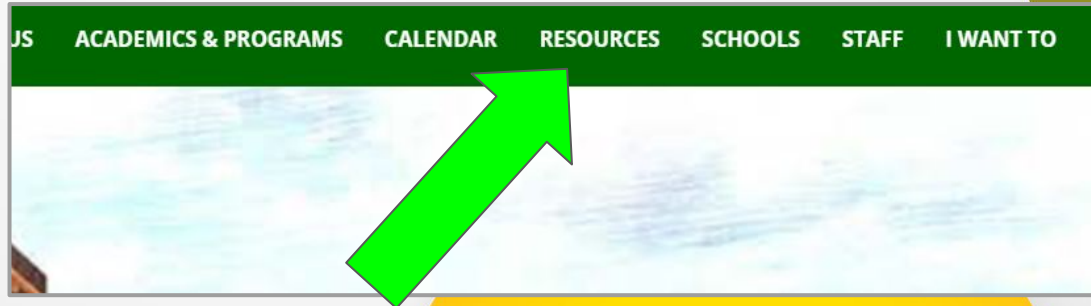 US ACADEMICS & PROGRAMS CALENDAR RESOURCES SCHOOLS STAFF I WANT TO